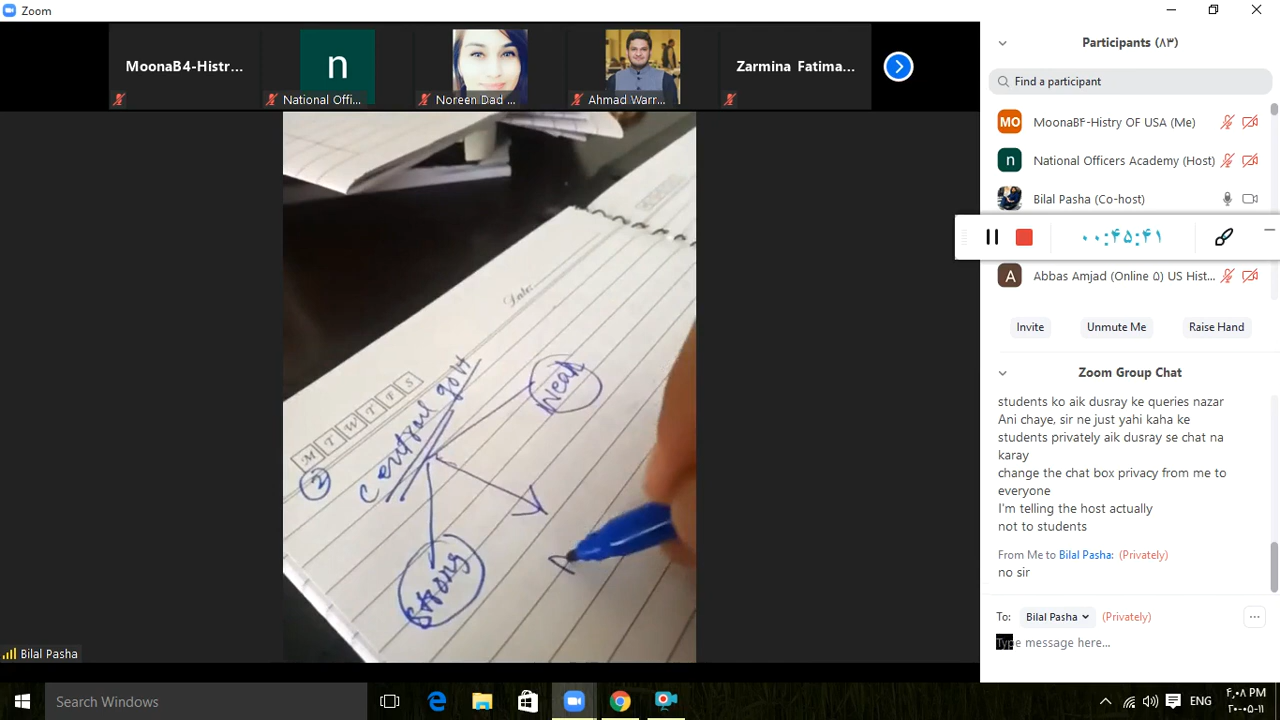 Zoom
MoonaB4-Histr...
n
National Offi...
Noreen Dad ...
Ahmad Warr...
Zarmina Fatima...
Date:
M T W T F S
2
Central govt
Weak
Strong
Bilal Pasha
Participants (۸۳)
Find a participant
MO MoonaB۴-Histry OF USA (Me)
n National Officers Academy (Host)
Bilal Pasha (Co-host)
۰۰:۴۵:۴۱
A Abbas Amjad (Online ۵) US Hist...
Invite Unmute Me Raise Hand
Zoom Group Chat
students ko aik dusray ke queries nazar
Ani chaye, sir ne just yahi kaha ke
students privately aik dusray se chat na
karay
change the chat box privacy from me to
everyone
I'm telling the host actually
not to students
From Me to Bilal Pasha: (Privately)
no sir
To: Bilal Pasha (Privately)
Type message here...
Search Windows
ENG
۴:۰۸ PM
۲۰۲۰-۰۵-۱۱